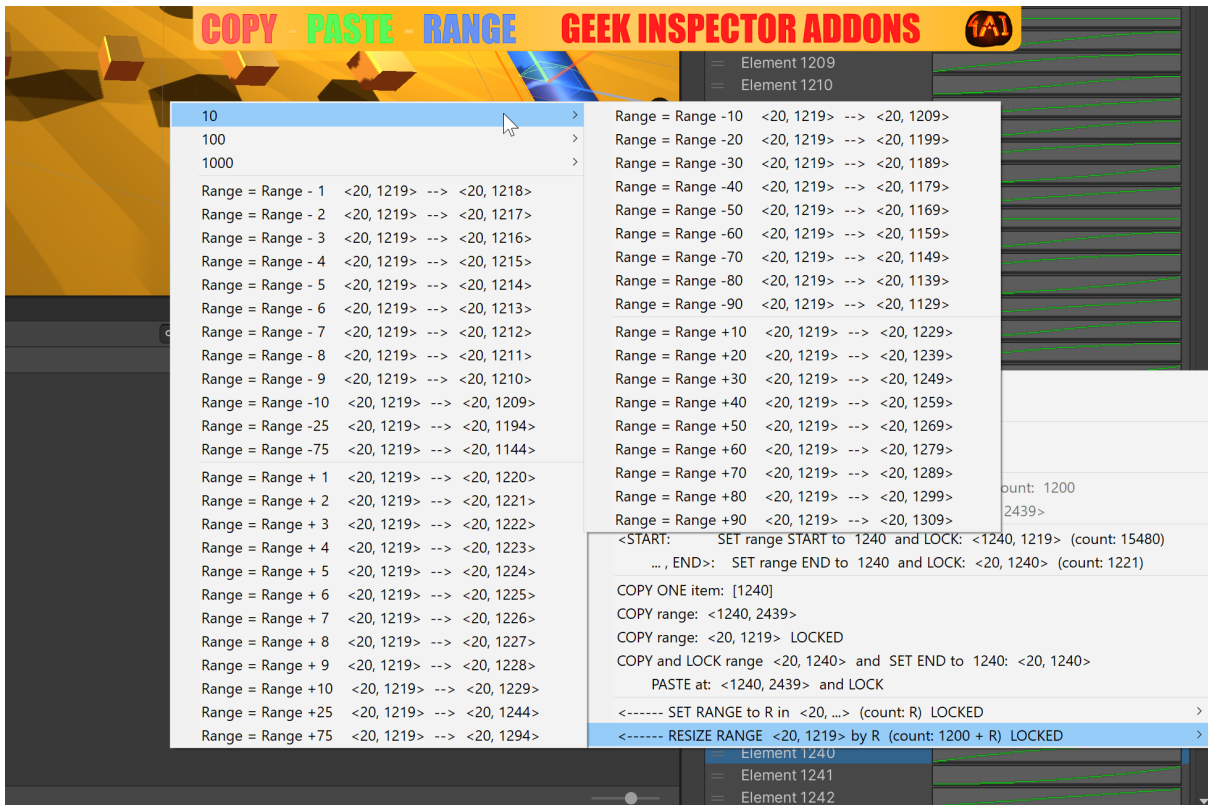 COPY - PASTE - RANGE GEEK INSPECTOR ADDONS 4AI
Element 1209
Element 1210
10
100
1000
Range = Range - 1 <20, 1219> --> <20, 1218>
Range = Range - 2 <20, 1219> --> <20, 1217>
Range = Range - 3 <20, 1219> --> <20, 1216>
Range = Range - 4 <20, 1219> --> <20, 1215>
Range = Range - 5 <20, 1219> --> <20, 1214>
Range = Range - 6 <20, 1219> --> <20, 1213>
Range = Range - 7 <20, 1219> --> <20, 1212>
Range = Range - 8 <20, 1219> --> <20, 1211>
Range = Range - 9 <20, 1219> --> <20, 1210>
Range = Range -10 <20, 1219> --> <20, 1209>
Range = Range -25 <20, 1219> --> <20, 1194>
Range = Range -75 <20, 1219> --> <20, 1144>
Range = Range + 1 <20, 1219> --> <20, 1220>
Range = Range + 2 <20, 1219> --> <20, 1221>
Range = Range + 3 <20, 1219> --> <20, 1222>
Range = Range + 4 <20, 1219> --> <20, 1223>
Range = Range + 5 <20, 1219> --> <20, 1224>
Range = Range + 6 <20, 1219> --> <20, 1225>
Range = Range + 7 <20, 1219> --> <20, 1226>
Range = Range + 8 <20, 1219> --> <20, 1227>
Range = Range + 9 <20, 1219> --> <20, 1228>
Range = Range +10 <20, 1219> --> <20, 1229>
Range = Range +25 <20, 1219> --> <20, 1244>
Range = Range +75 <20, 1219> --> <20, 1294>
Range = Range -10 <20, 1219> --> <20, 1209>
Range = Range -20 <20, 1219> --> <20, 1199>
Range = Range -30 <20, 1219> --> <20, 1189>
Range = Range -40 <20, 1219> --> <20, 1179>
Range = Range -50 <20, 1219> --> <20, 1169>
Range = Range -60 <20, 1219> --> <20, 1159>
Range = Range -70 <20, 1219> --> <20, 1149>
Range = Range -80 <20, 1219> --> <20, 1139>
Range = Range -90 <20, 1219> --> <20, 1129>
Range = Range +10 <20, 1219> --> <20, 1229>
Range = Range +20 <20, 1219> --> <20, 1239>
Range = Range +30 <20, 1219> --> <20, 1249>
Range = Range +40 <20, 1219> --> <20, 1259>
Range = Range +50 <20, 1219> --> <20, 1269>
Range = Range +60 <20, 1219> --> <20, 1279>
Range = Range +70 <20, 1219> --> <20, 1289>
Range = Range +80 <20, 1219> --> <20, 1299>
Range = Range +90 <20, 1219> --> <20, 1309>
ount: 1200
2439>
<START: SET range START to 1240 and LOCK: <1240, 1219> (count: 15480)
... , END>: SET range END to 1240 and LOCK: <20, 1240> (count: 1221)
COPY ONE item: [1240]
COPY range: <1240, 2439>
COPY range: <20, 1219> LOCKED
COPY and LOCK range <20, 1240> and SET END to 1240: <20, 1240>
PASTE at: <1240, 2439> and LOCK
<------ SET RANGE to R in <20, ...> (count: R) LOCKED
<------ RESIZE RANGE <20, 1219> by R (count: 1200 + R) LOCKED
Element 1240
Element 1241
Element 1242